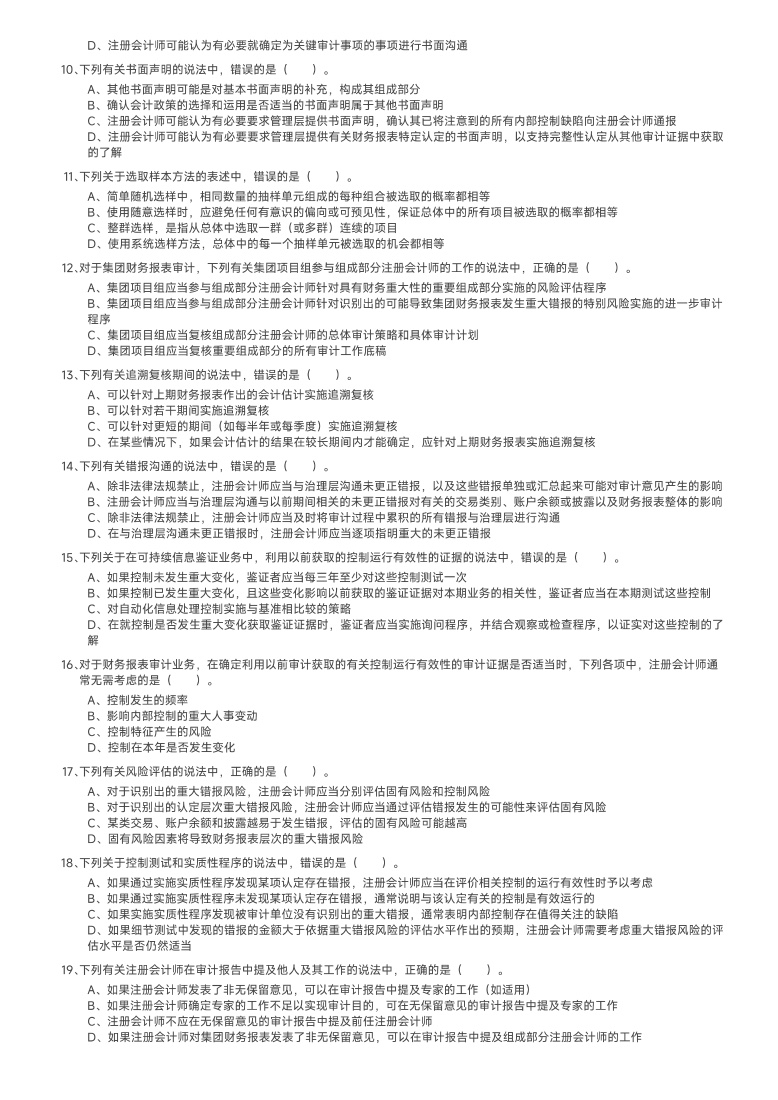 D、注册会计师可能认为有必要就确定为关键审计事项的事项进行书面沟通
10、下列有关书面声明的说法中，错误的是（　　）。
A、其他书面声明可能是对基本书面声明的补充，构成其组成部分
B、确认会计政策的选择和运用是否适当的书面声明属于其他书面声明
C、注册会计师可能认为有必要要求管理层提供书面声明，确认其已将注意到的所有内部控制缺陷向注册会计师通报
D、注册会计师可能认为有必要要求管理层提供有关财务报表特定认定的书面声明，以支持完整性认定从其他审计证据中获取
的了解
11、下列关于选取样本方法的表述中，错误的是（　　）。
A、简单随机选样中，相同数量的抽样单元组成的每种组合被选取的概率都相等
B、使用随意选样时，应避免任何有意识的偏向或可预见性，保证总体中的所有项目被选取的概率都相等
C、整群选样，是指从总体中选取一群（或多群）连续的项目
D、使用系统选样方法，总体中的每一个抽样单元被选取的机会都相等
12、对于集团财务报表审计，下列有关集团项目组参与组成部分注册会计师的工作的说法中，正确的是（　　）。
A、集团项目组应当参与组成部分注册会计师针对具有财务重大性的重要组成部分实施的风险评估程序
B、集团项目组应当参与组成部分注册会计师针对识别出的可能导致集团财务报表发生重大错报的特别风险实施的进一步审计
程序
C、集团项目组应当复核组成部分注册会计师的总体审计策略和具体审计计划
D、集团项目组应当复核重要组成部分的所有审计工作底稿
13、下列有关追溯复核期间的说法中，错误的是（　　）。
A、可以针对上期财务报表作出的会计估计实施追溯复核
B、可以针对若干期间实施追溯复核
C、可以针对更短的期间（如每半年或每季度）实施追溯复核
D、在某些情况下，如果会计估计的结果在较长期间内才能确定，应针对上期财务报表实施追溯复核
14、下列有关错报沟通的说法中，错误的是（　　）。
A、除非法律法规禁止，注册会计师应当与治理层沟通未更正错报，以及这些错报单独或汇总起来可能对审计意见产生的影响
B、注册会计师应当与治理层沟通与以前期间相关的未更正错报对有关的交易类别、账户余额或披露以及财务报表整体的影响
C、除非法律法规禁止，注册会计师应当及时将审计过程中累积的所有错报与治理层进行沟通
D、在与治理层沟通未更正错报时，注册会计师应当逐项指明重大的未更正错报
15、下列关于在可持续信息鉴证业务中，利用以前获取的控制运行有效性的证据的说法中，错误的是（　　）。
A、如果控制未发生重大变化，鉴证者应当每三年至少对这些控制测试一次
B、如果控制已发生重大变化，且这些变化影响以前获取的鉴证证据对本期业务的相关性，鉴证者应当在本期测试这些控制
C、对自动化信息处理控制实施与基准相比较的策略
D、在就控制是否发生重大变化获取鉴证证据时，鉴证者应当实施询问程序，并结合观察或检查程序，以证实对这些控制的了
解
16、对于财务报表审计业务，在确定利用以前审计获取的有关控制运行有效性的审计证据是否适当时，下列各项中，注册会计师通
常无需考虑的是（　　）。
A、控制发生的频率
B、影响内部控制的重大人事变动
C、控制特征产生的风险
D、控制在本年是否发生变化
17、下列有关风险评估的说法中，正确的是（　　）。
A、对于识别出的重大错报风险，注册会计师应当分别评估固有风险和控制风险
B、对于识别出的认定层次重大错报风险，注册会计师应当通过评估错报发生的可能性来评估固有风险
C、某类交易、账户余额和披露越易于发生错报，评估的固有风险可能越高
D、固有风险因素将导致财务报表层次的重大错报风险
18、下列关于控制测试和实质性程序的说法中，错误的是（　　）。
A、如果通过实施实质性程序发现某项认定存在错报，注册会计师应当在评价相关控制的运行有效性时予以考虑
B、如果通过实施实质性程序未发现某项认定存在错报，通常说明与该认定有关的控制是有效运行的
C、如果实施实质性程序发现被审计单位没有识别出的重大错报，通常表明内部控制存在值得关注的缺陷
D、如果细节测试中发现的错报的金额大于依据重大错报风险的评估水平作出的预期，注册会计师需要考虑重大错报风险的评
估水平是否仍然适当
19、下列有关注册会计师在审计报告中提及他人及其工作的说法中，正确的是（　　）。
A、如果注册会计师发表了非无保留意见，可以在审计报告中提及专家的工作（如适用）
B、如果注册会计师确定专家的工作不足以实现审计目的，可在无保留意见的审计报告中提及专家的工作
C、注册会计师不应在无保留意见的审计报告中提及前任注册会计师
D、如果注册会计师对集团财务报表发表了非无保留意见，可以在审计报告中提及组成部分注册会计师的工作